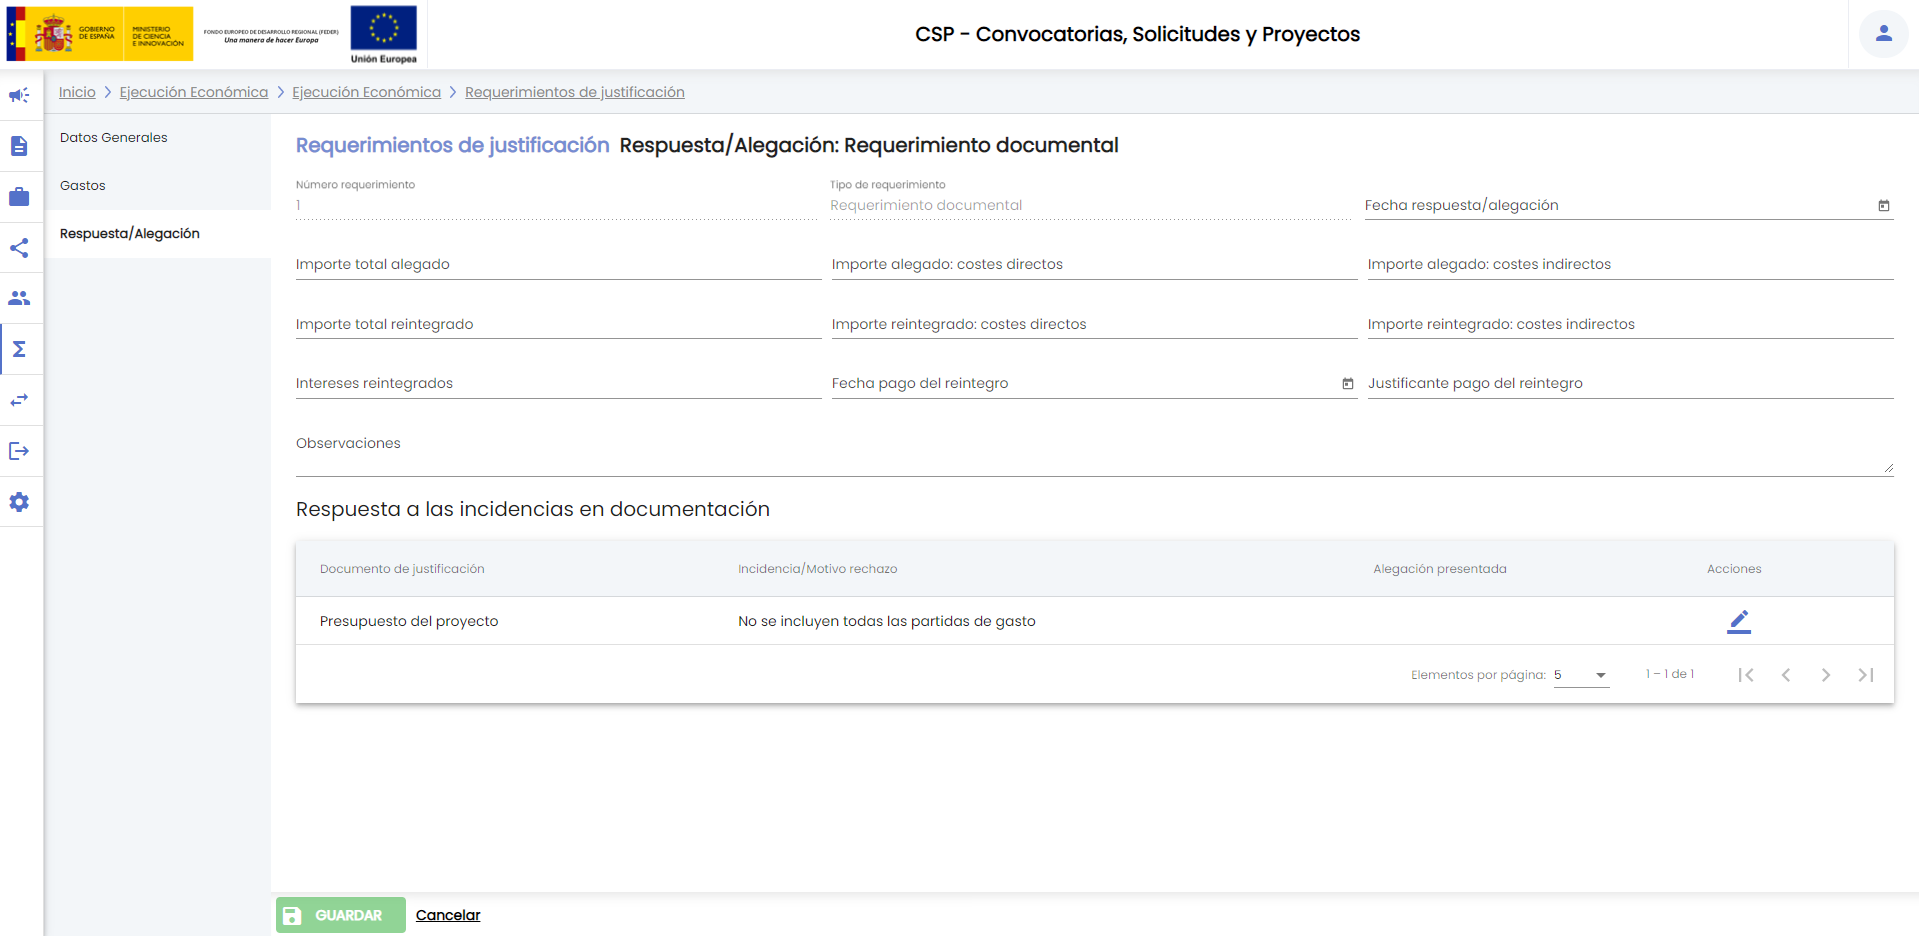 GOBIERNO
DE ESPAÑA
MINISTERIO
DE CIENCIA
E INNOVACIÓN
FONDO EUROPEO DE DESARROLLO REGIONAL (FEDER)
Una manera de hacer Europa
Unión Europea
CSP - Convocatorias, Solicitudes y Proyectos
Inicio > Ejecución Económica > Ejecución Económica > Requerimientos de justificación
Datos Generales
Gastos
Respuesta/Alegación
Requerimientos de justificación Respuesta/Alegación: Requerimiento documental
Número requerimiento
1
Tipo de requerimiento
Requerimiento documental
Fecha respuesta/alegación
Importe total alegado
Importe alegado: costes directos
Importe alegado: costes indirectos
Importe total reintegrado
Importe reintegrado: costes directos
Importe reintegrado: costes indirectos
Intereses reintegrados
Fecha pago del reintegro
Justificante pago del reintegro
Observaciones
Respuesta a las incidencias en documentación
Documento de justificación Incidencia/Motivo rechazo Alegación presentada Acciones
Presupuesto del proyecto No se incluyen todas las partidas de gasto
Elementos por página: 5 1 – 1 de 1
GUARDAR Cancelar